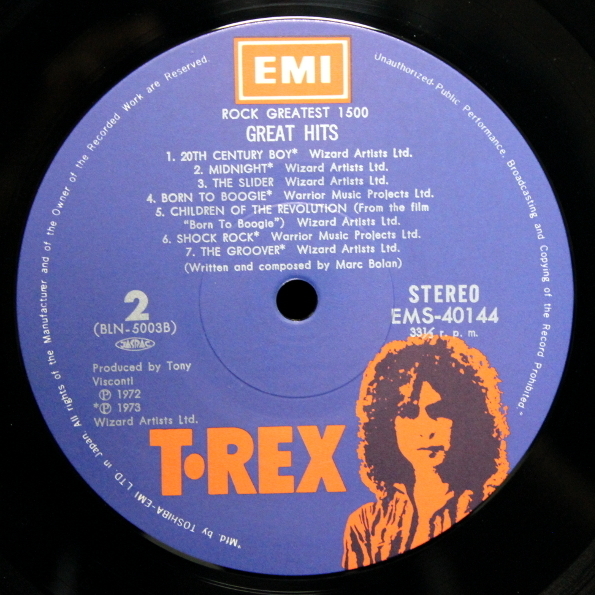 EMI
ROCK GREATEST 1500
GREAT HITS
1. 20TH CENTURY BOY* Wizard Artists Ltd.
2. MIDNIGHT* Wizard Artists Ltd.
3. THE SLIDER Wizard Artists Ltd.
4. BORN TO BOOGIE* Warrior Music Projects Ltd.
5. CHILDREN OF THE REVOLUTION (From the film
"Born To Boogie") Wizard Artists Ltd.
6. SHOCK ROCK* Warrior Music Projects Ltd.
7. THE GROOVER* Wizard Artists Ltd.
(Written and composed by Marc Bolan)
2
(BLN-5003B)
JASRAC
STEREO
EMS-40144
33⅓ r. p. m.
Produced by Tony
Visconti
Ⓟ 1972
*Ⓟ 1973
Wizard Artists Ltd.
T·REX
"Mfd. by TOSHIBA-EMI LTD in Japan. All rights of the Manufacturer and of the Owner of the Recorded Work are Reserved. Unauthorized Public Performance, Broadcasting and Copying of the Record Prohibited"